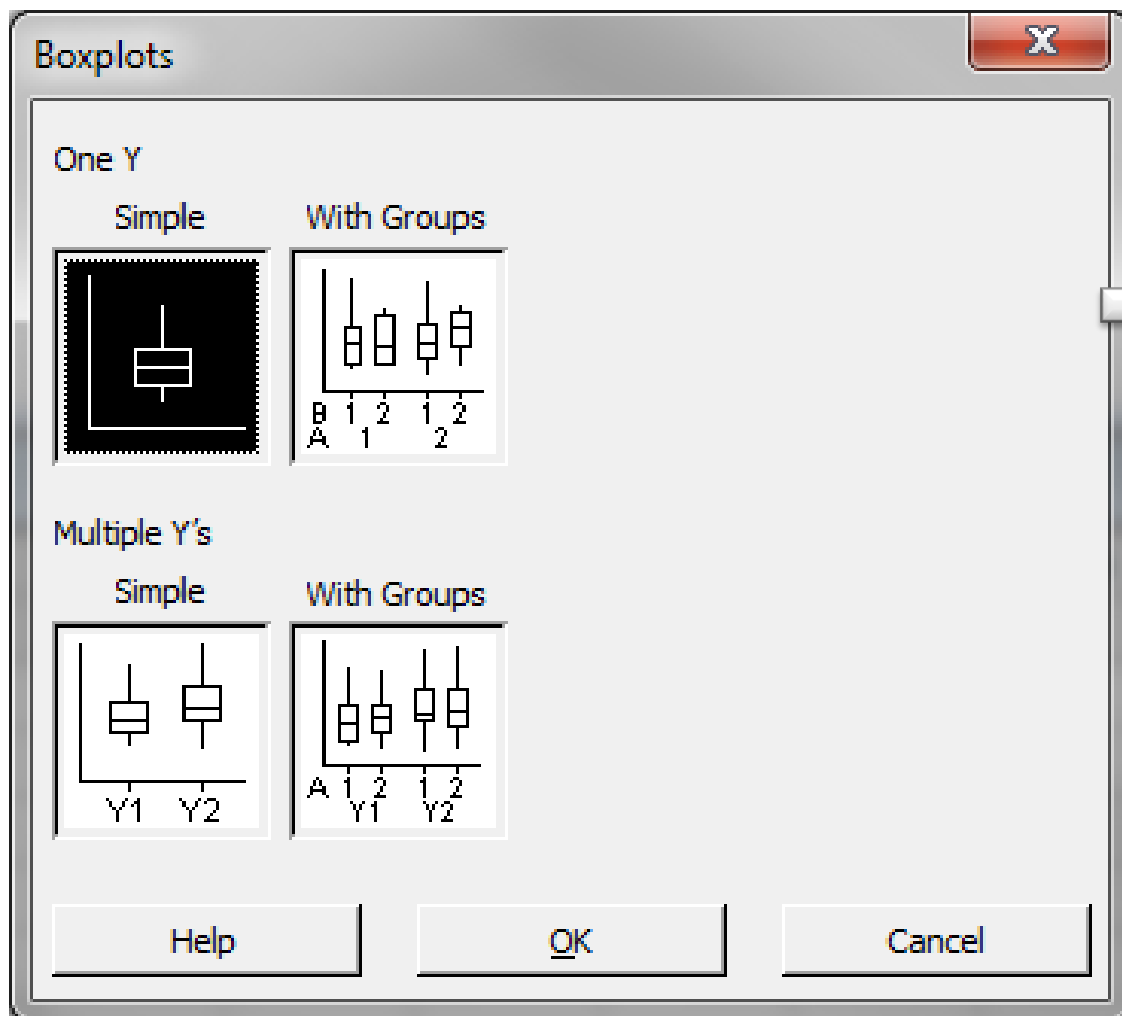 Boxplots
One Y
Simple With Groups
B 1 2 1 2
A 1 2
Multiple Y's
Simple With Groups
Y1 Y2
A 1 2 1 2
Y1 Y2
Help OK Cancel